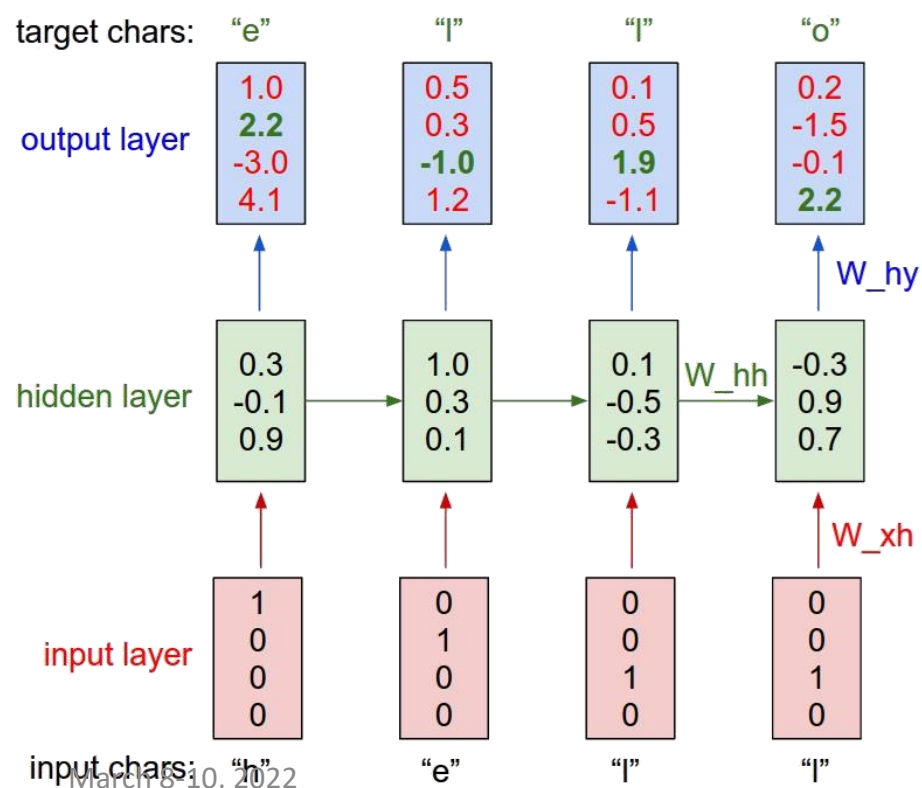 target chars: “e” “l” “l” “o”
1.0 0.5 0.1 0.2
2.2 0.3 0.5 -1.5
output layer
-3.0 -1.0 1.9 -0.1
4.1 1.2 -1.1 2.2
W_hy
0.3 1.0 0.1 W_hh -0.3
hidden layer -0.1 0.3 -0.5 0.9
0.9 0.1 -0.3 0.7
W_xh
1 0 0 0
0 1 0 0
input layer
0 0 1 1
0 0 0 0
input chars: “h” “e” “l” “l”
March 8-10, 2022